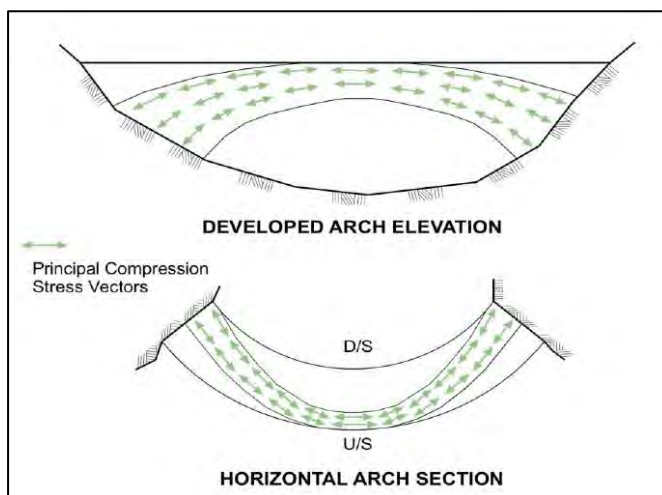 DEVELOPED ARCH ELEVATION
Principal Compression
Stress Vectors
D/S
U/S
HORIZONTAL ARCH SECTION